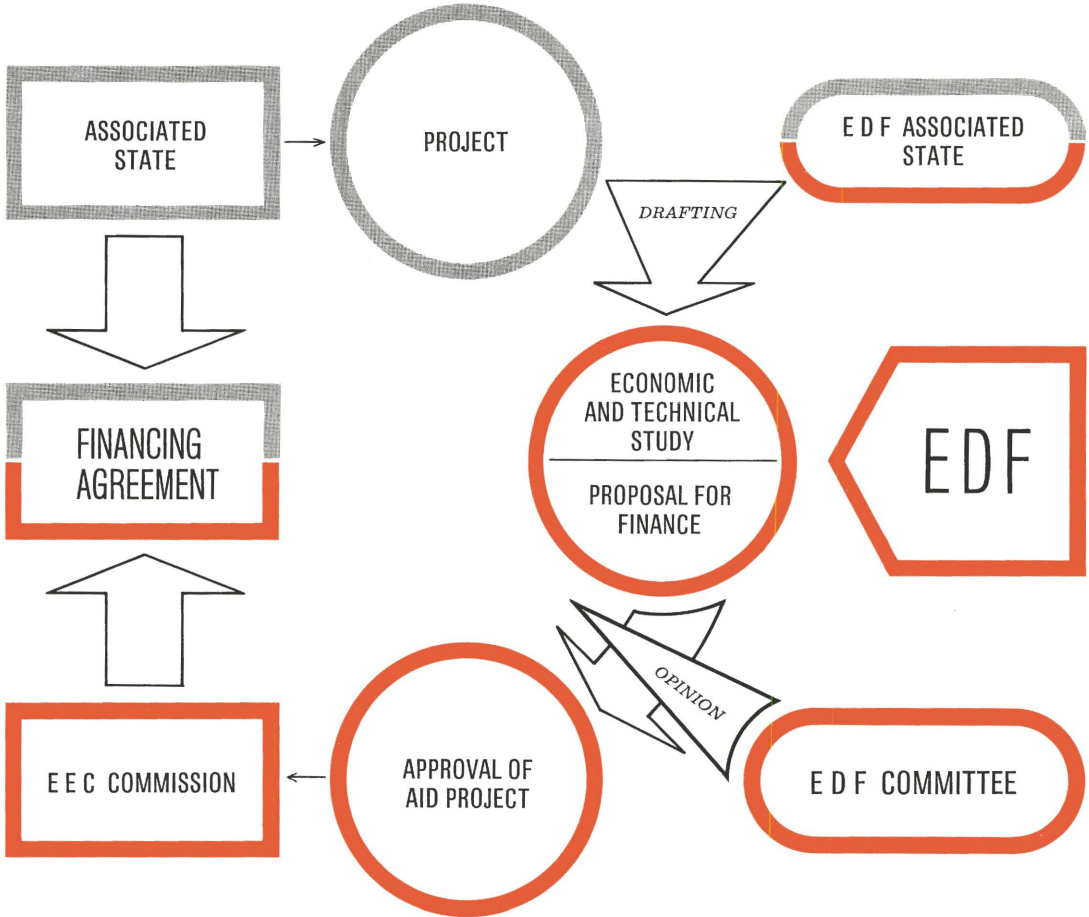 ASSOCIATED
STATE
PROJECT
E D F ASSOCIATED
STATE
DRAFTING
ECONOMIC
AND TECHNICAL
STUDY
PROPOSAL FOR
FINANCE
EDF
FINANCING
AGREEMENT
OPINION
E E C COMMISSION
APPROVAL OF
AID PROJECT
E D F COMMITTEE